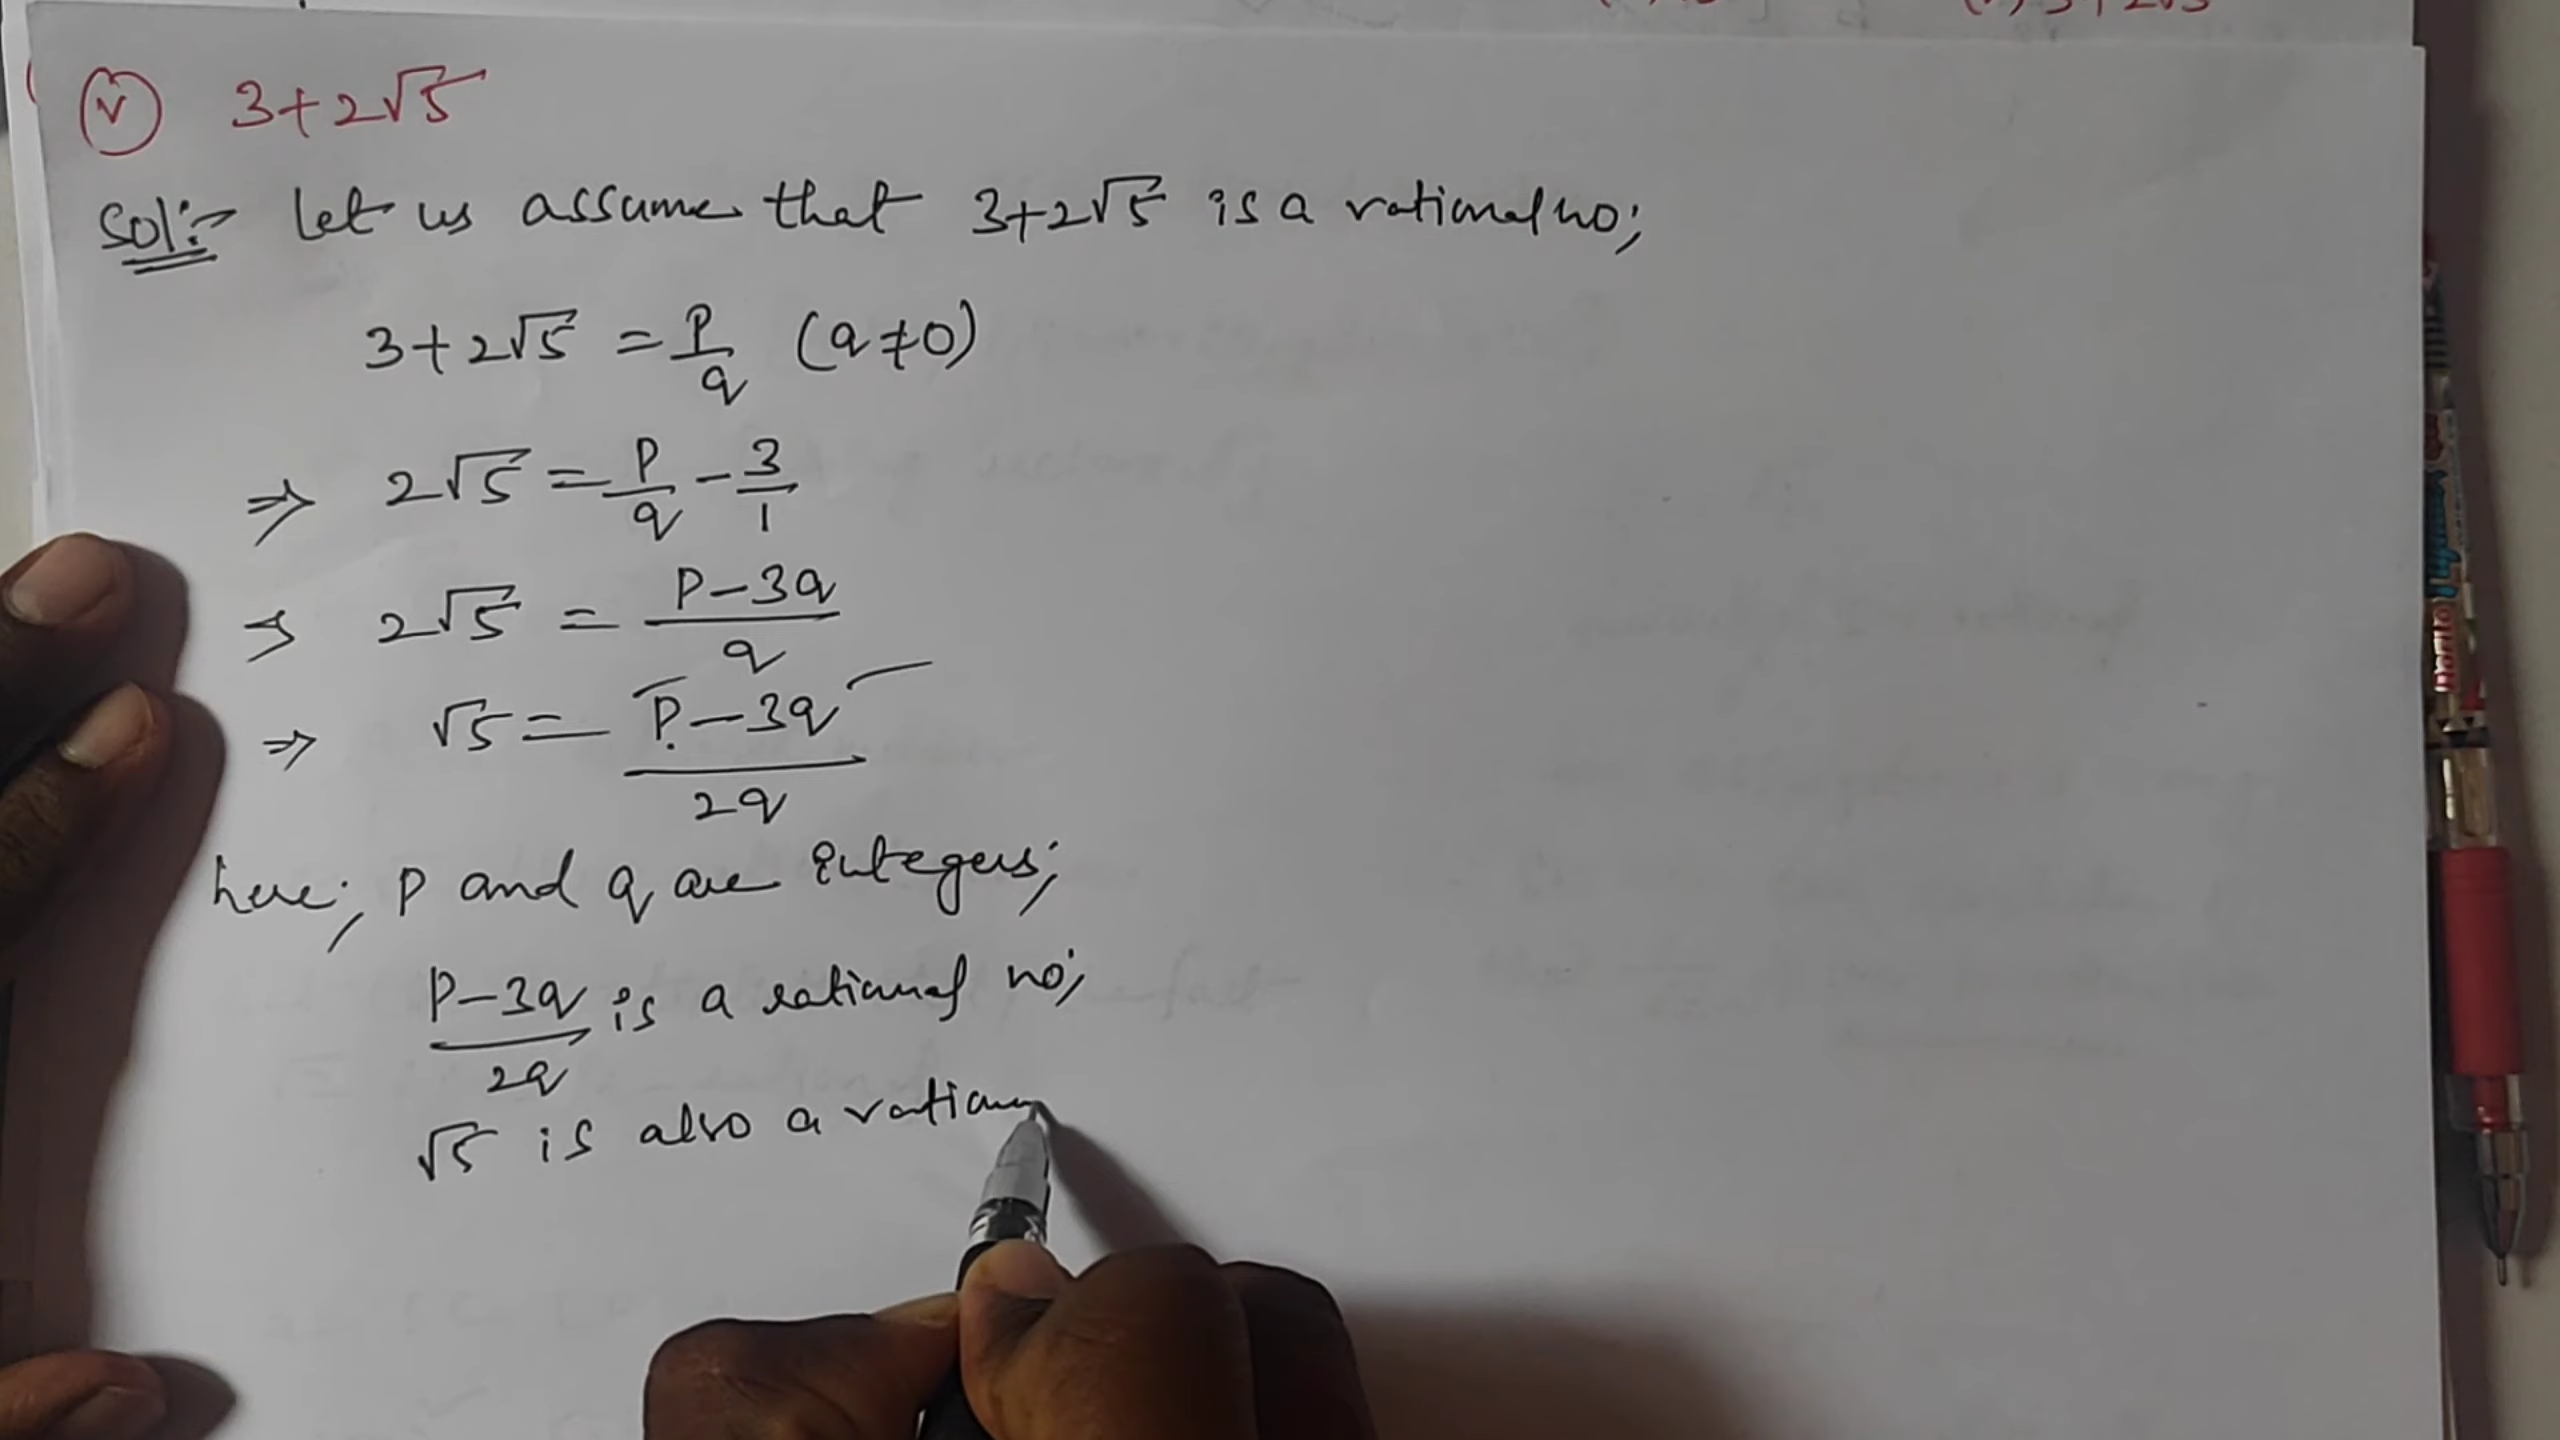 (v) 3+2√5
Sol:- let us assume that 3+2√5 is a rational no;
3+2√5 = p/q (q≠0)
⇒ 2√5 = p/q - 3/1
⇒ 2√5 = p-3q/q
⇒ √5 = p-3q/2q
here; p and q are integers;
p-3q/2q is a rational no;
√5 is also a ration